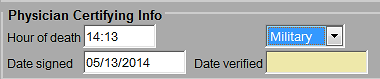 Physician Certifying Info
Hour of death 14:13 Military
Date signed 05/13/2014 Date verified